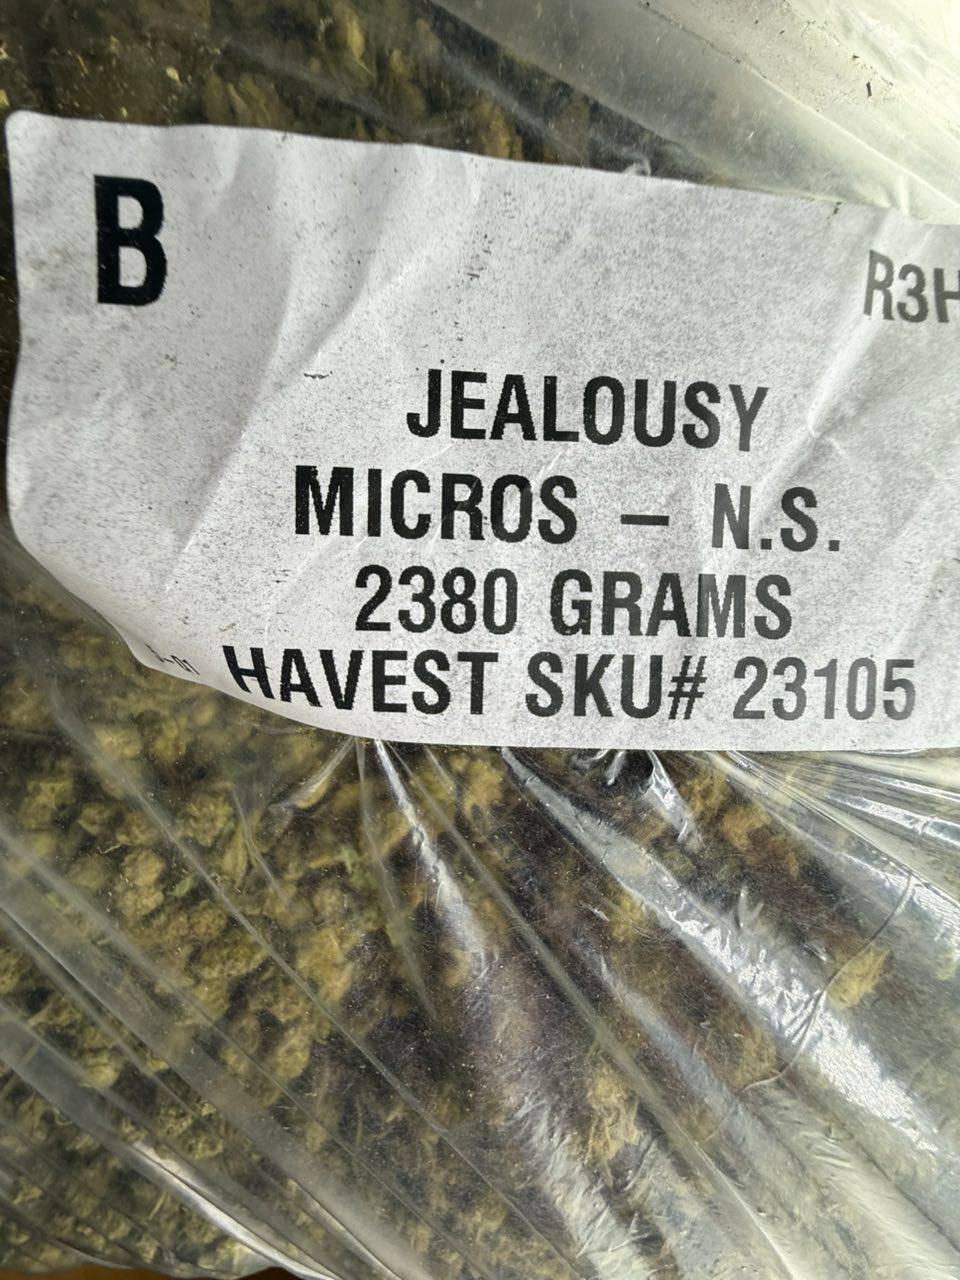 B
R3H
JEALOUSY
MICROS – N.S.
2380 GRAMS
HAVEST SKU# 23105